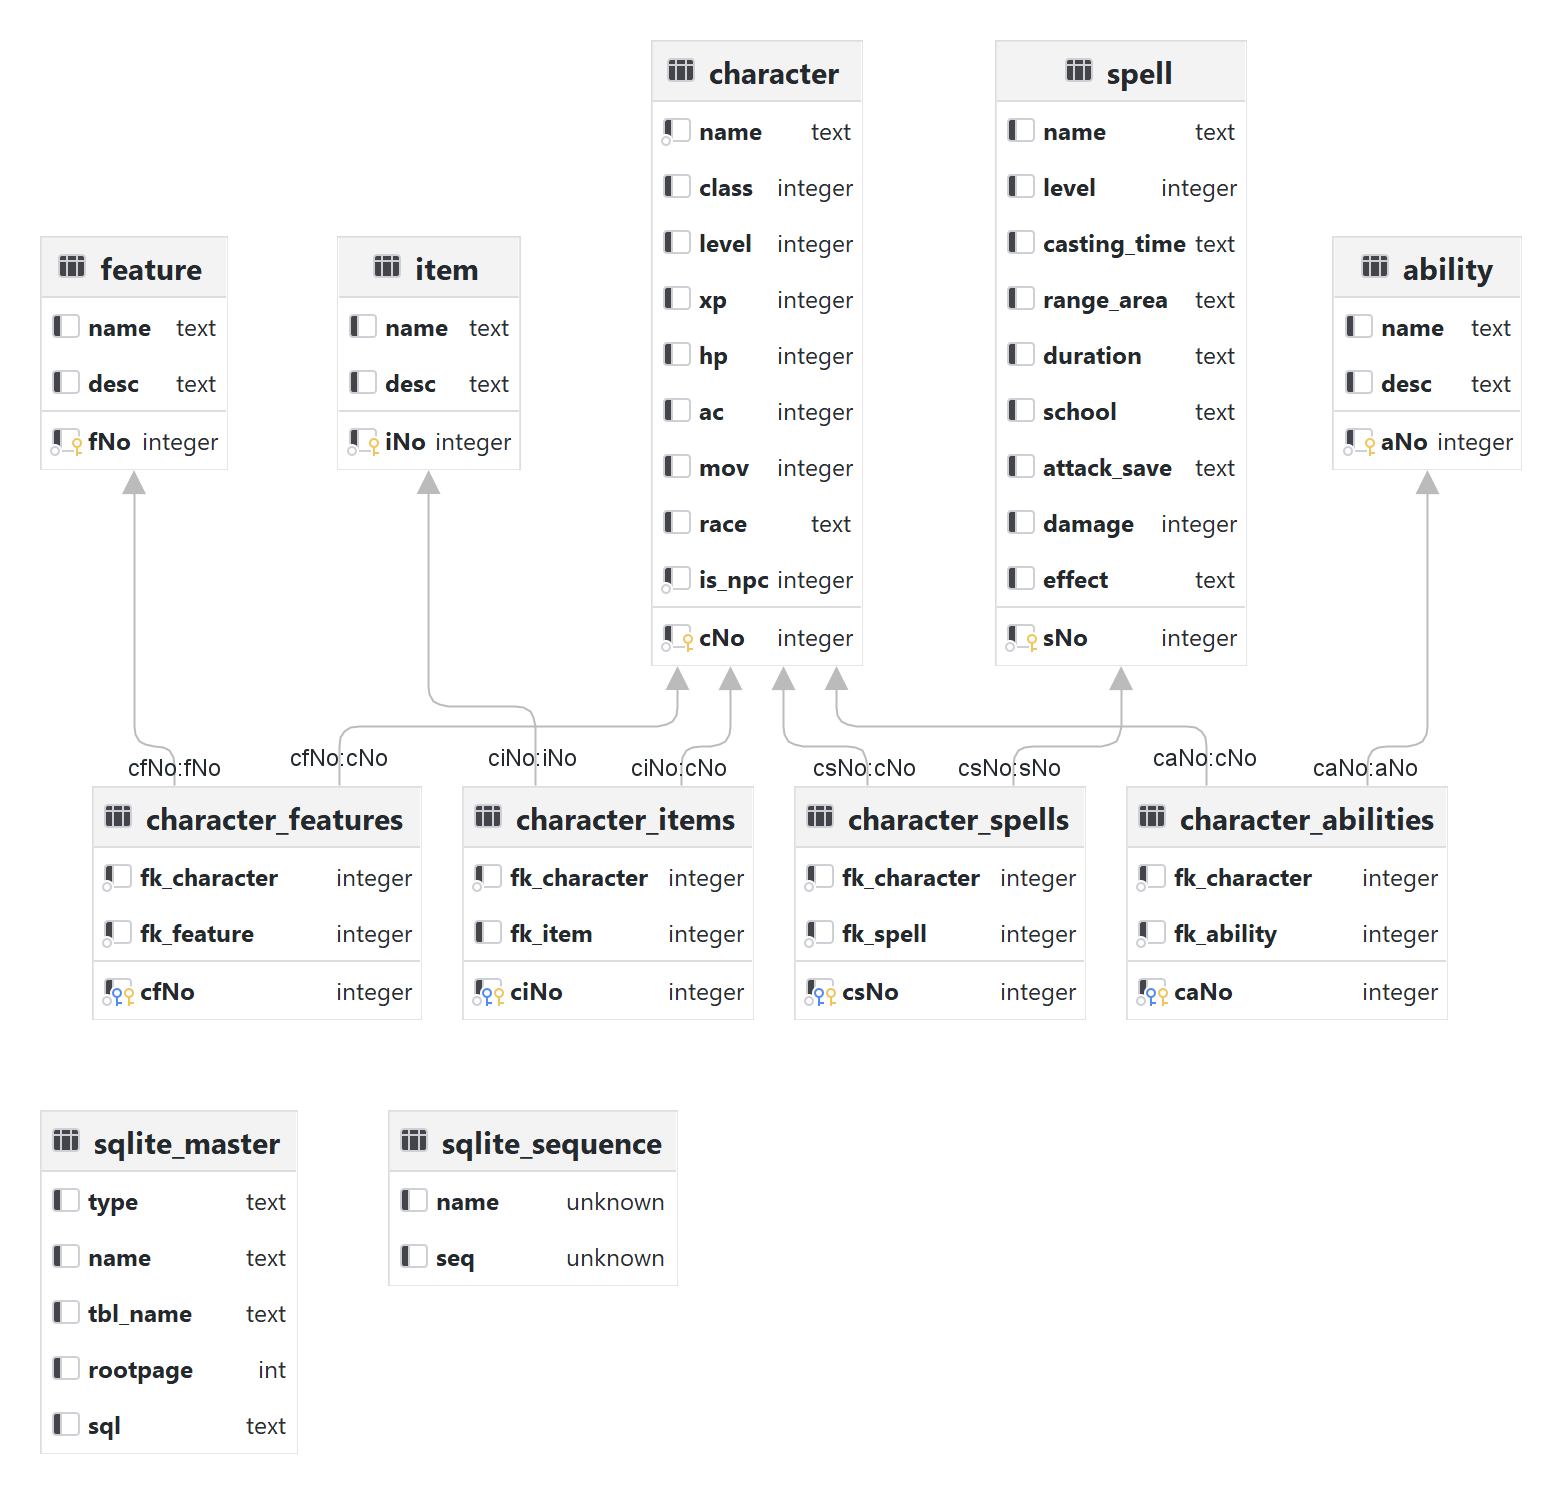 character
name text
class integer
level integer
xp integer
hp integer
ac integer
mov integer
race text
is_npc integer
cNo integer
spell
name text
level integer
casting_time text
range_area text
duration text
school text
attack_save text
damage integer
effect text
sNo integer
feature
name text
desc text
fNo integer
item
name text
desc text
iNo integer
ability
name text
desc text
aNo integer
cfNo:fNo
cfNo:cNo
ciNo:iNo
ciNo:cNo
csNo:cNo
csNo:sNo
caNo:cNo
caNo:aNo
character_features
fk_character integer
fk_feature integer
cfNo integer
character_items
fk_character integer
fk_item integer
ciNo integer
character_spells
fk_character integer
fk_spell integer
csNo integer
character_abilities
fk_character integer
fk_ability integer
caNo integer
sqlite_master
type text
name text
tbl_name text
rootpage int
sql text
sqlite_sequence
name unknown
seq unknown